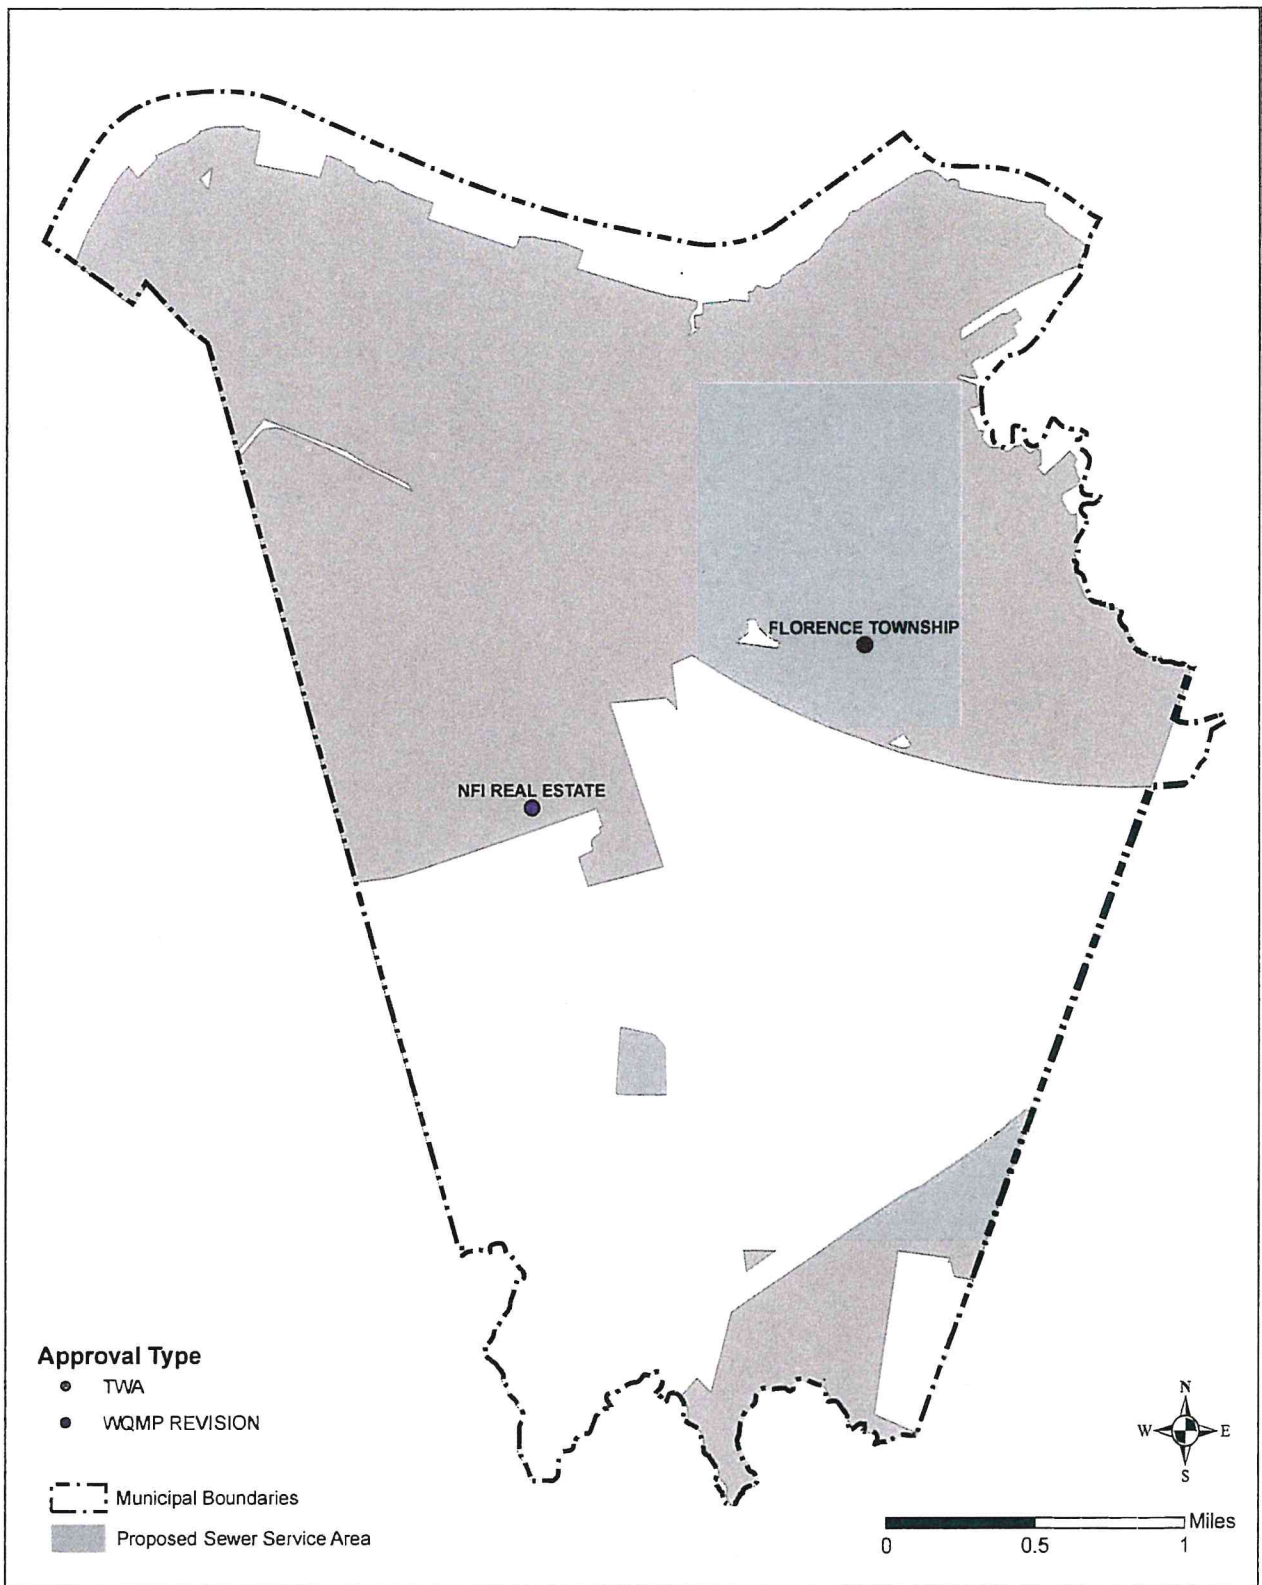 FLORENCE TOWNSHIP
NFI REAL ESTATE
Approval Type
TWA
WQMP REVISION
Municipal Boundaries
Proposed Sewer Service Area
N
W E
S
Miles
0 0.5 1